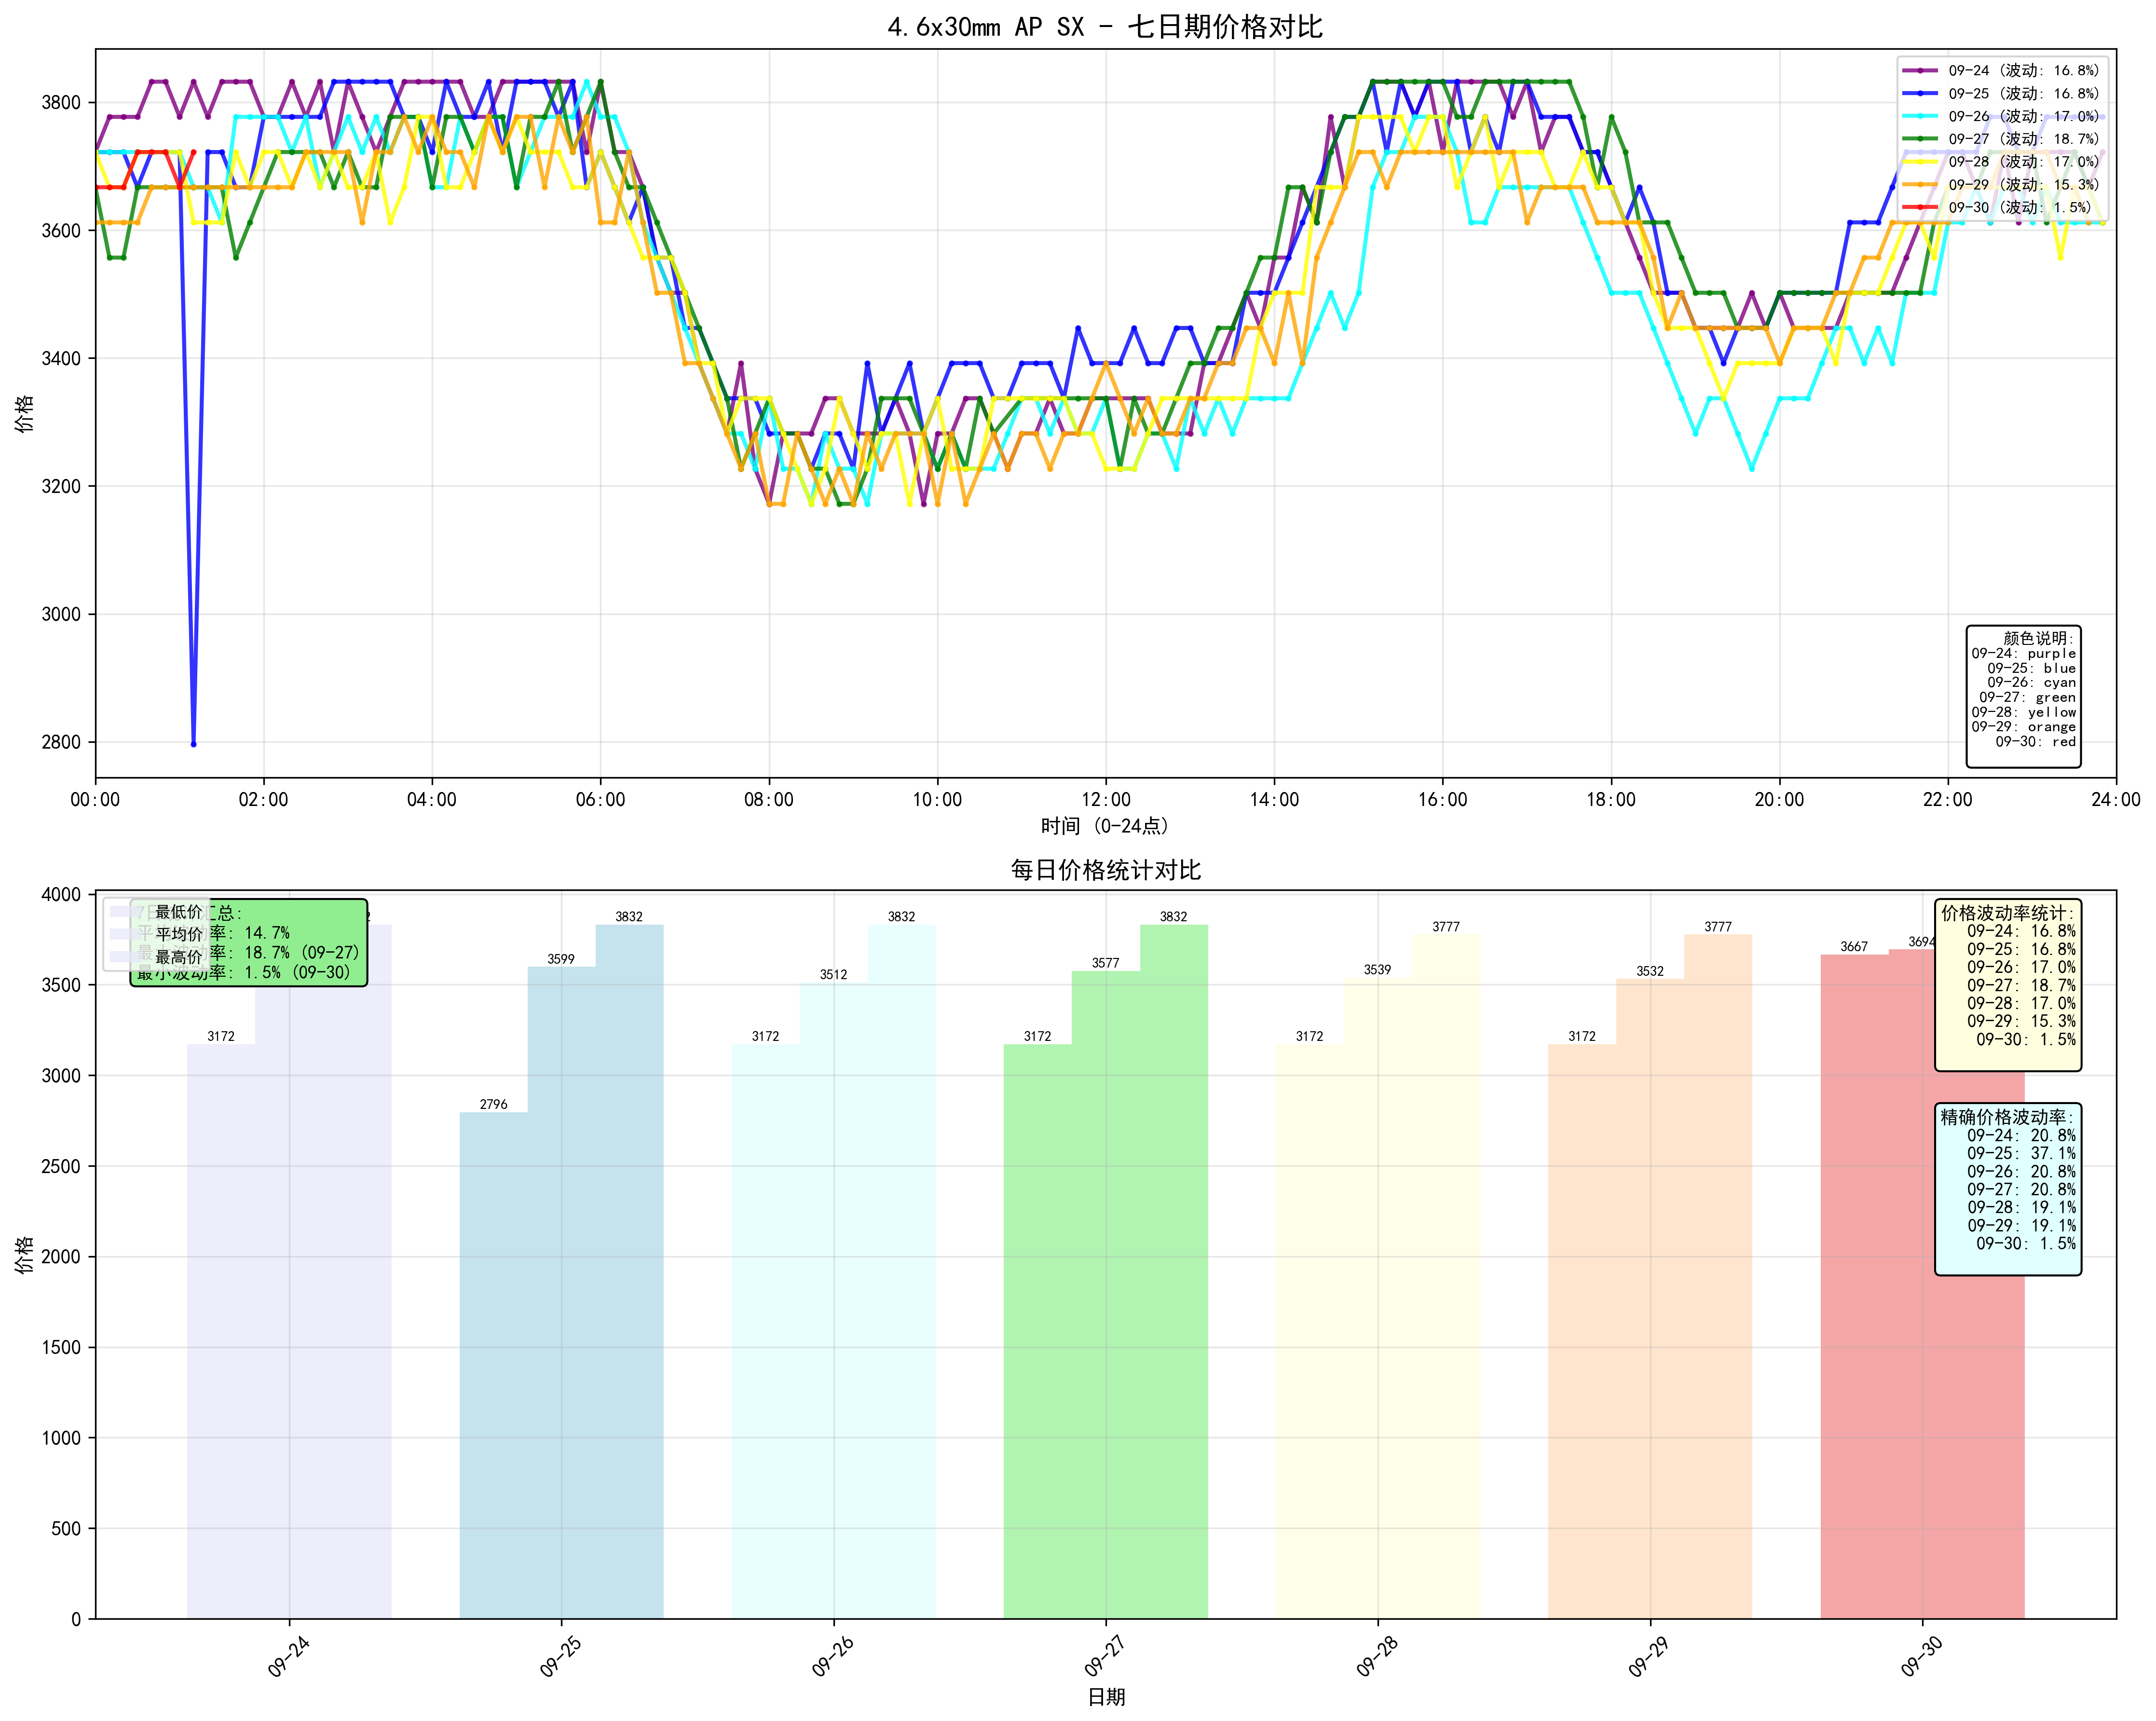 4.6x30mm AP SX - 七日期价格对比
价格
3800
3600
3400
3200
3000
2800
09-24 (波动: 16.8%)
09-25 (波动: 16.8%)
09-26 (波动: 17.0%)
09-27 (波动: 18.7%)
09-28 (波动: 17.0%)
09-29 (波动: 15.3%)
09-30 (波动: 1.5%)
颜色说明:
09-24: purple
09-25: blue
09-26: cyan
09-27: green
09-28: yellow
09-29: orange
09-30: red
00:00 02:00 04:00 06:00 08:00 10:00 12:00 14:00 16:00 18:00 20:00 22:00 24:00
时间 (0-24点)
每日价格统计对比
价格
4000
3500
3000
2500
2000
1500
1000
500
0
最低价
平均价
最高价
汇总:
率: 14.7%
率: 18.7% (09-27)
最小波动率: 1.5% (09-30)
3172
2796 3599 3832
3172 3512 3832
3172 3577 3832
3172 3539 3777
3172 3532 3777
3667 3694
价格波动率统计:
09-24: 16.8%
09-25: 16.8%
09-26: 17.0%
09-27: 18.7%
09-28: 17.0%
09-29: 15.3%
09-30: 1.5%
精确价格波动率:
09-24: 20.8%
09-25: 37.1%
09-26: 20.8%
09-27: 20.8%
09-28: 19.1%
09-29: 19.1%
09-30: 1.5%
09-24 09-25 09-26 09-27 09-28 09-29 09-30
日期